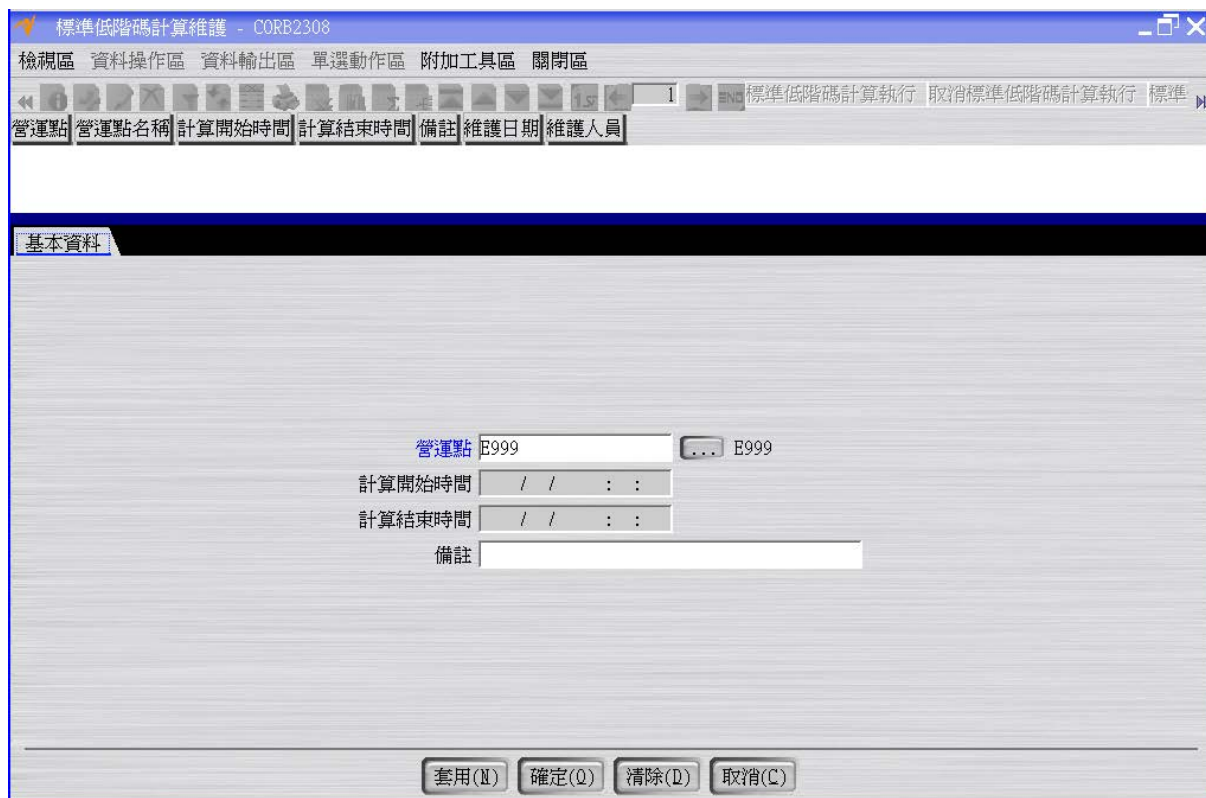 標準低階碼計算維護 - CORB2308
檢視區 資料操作區 資料輸出區 單選動作區 附加工具區 關閉區
1.ST 1 END 標準低階碼計算執行 取消標準低階碼計算執行 標準
營運點 營運點名稱 計算開始時間 計算結束時間 備註 維護日期 維護人員
基本資料
營運點 E999 ... E999
計算開始時間 / / : :
計算結束時間 / / : :
備註
套用(N) 確定(O) 清除(D) 取消(C)